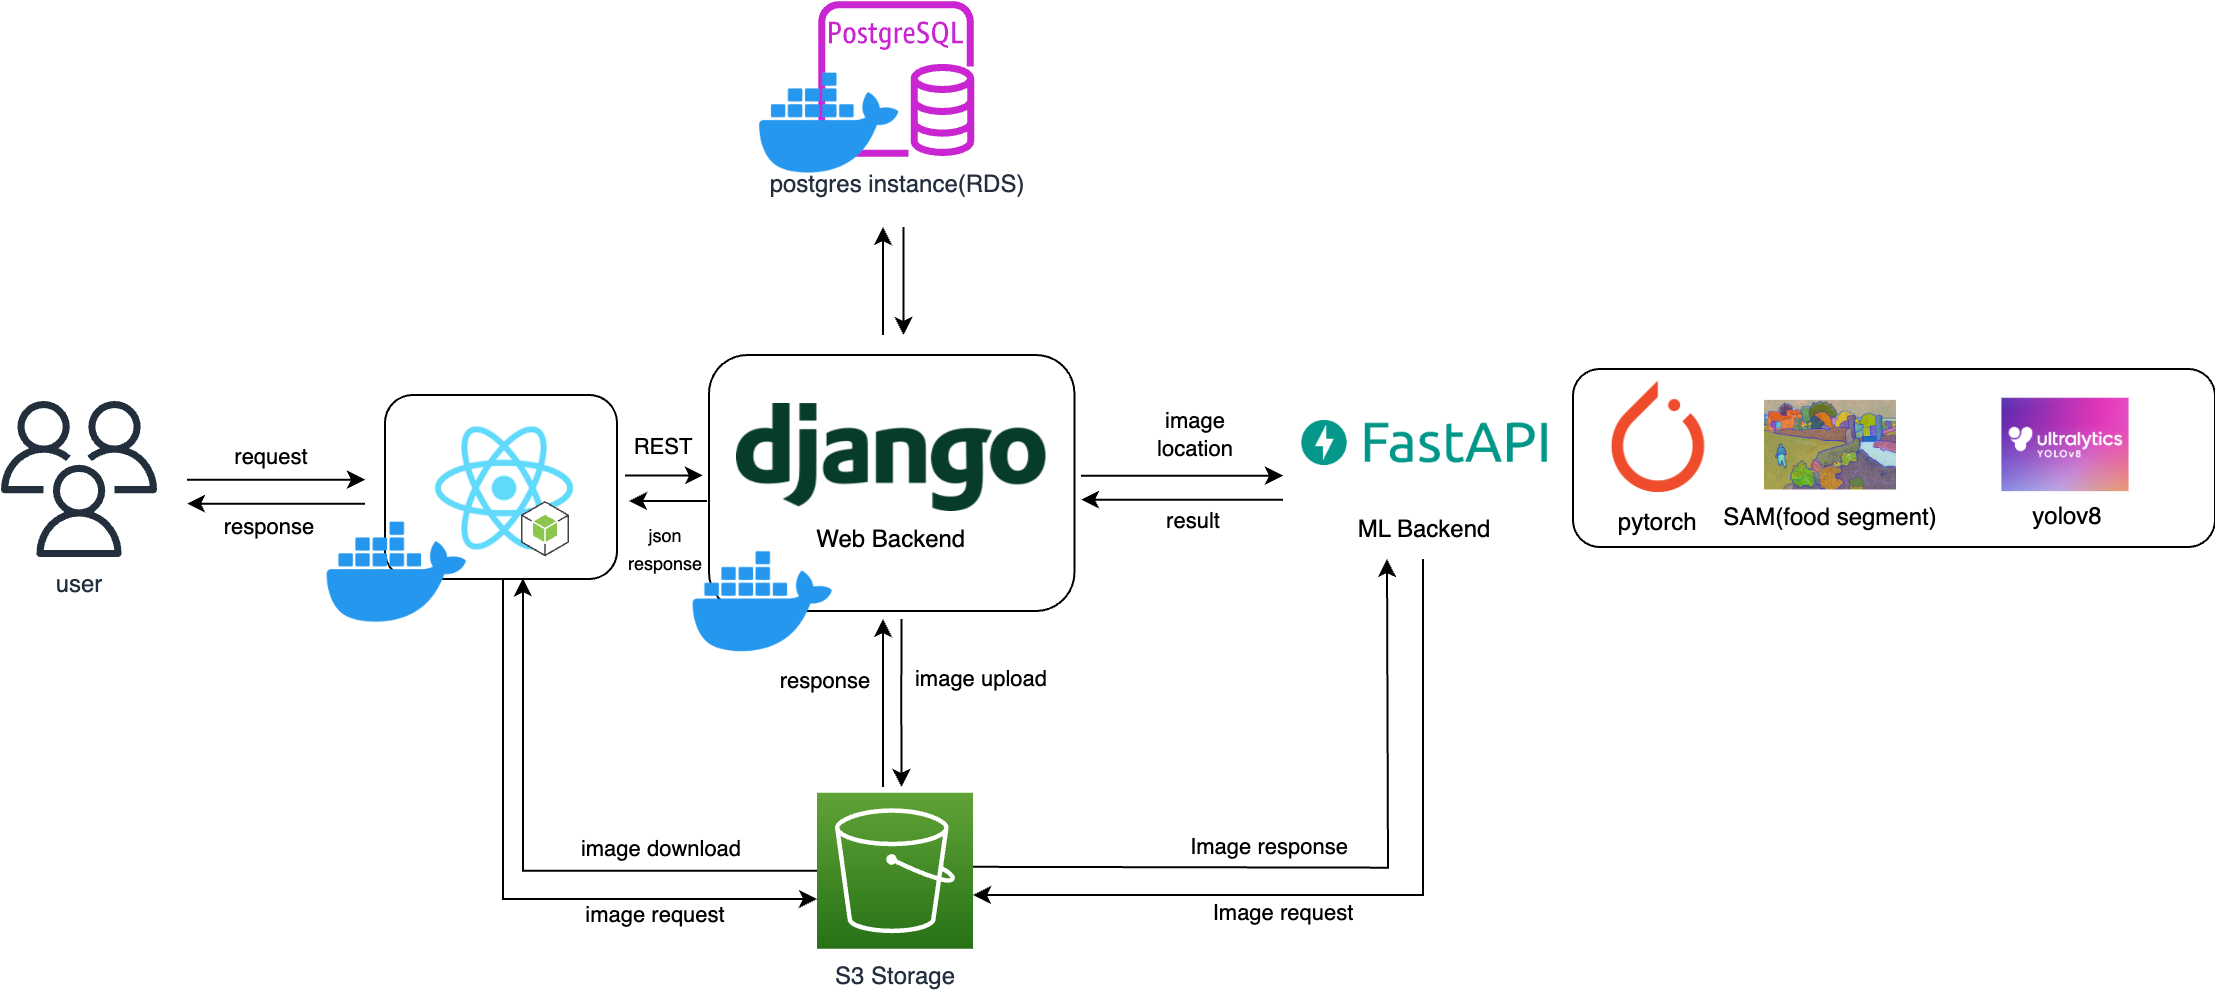 PostgreSQL
postgres instance(RDS)
request
response
user
REST
json
response
django
Web Backend
image
location
result
FastAPI
ML Backend
pytorch
SAM(food segment)
ultralytics
YOLOv8
yolov8
response
image upload
image download
image request
Image response
Image request
S3 Storage